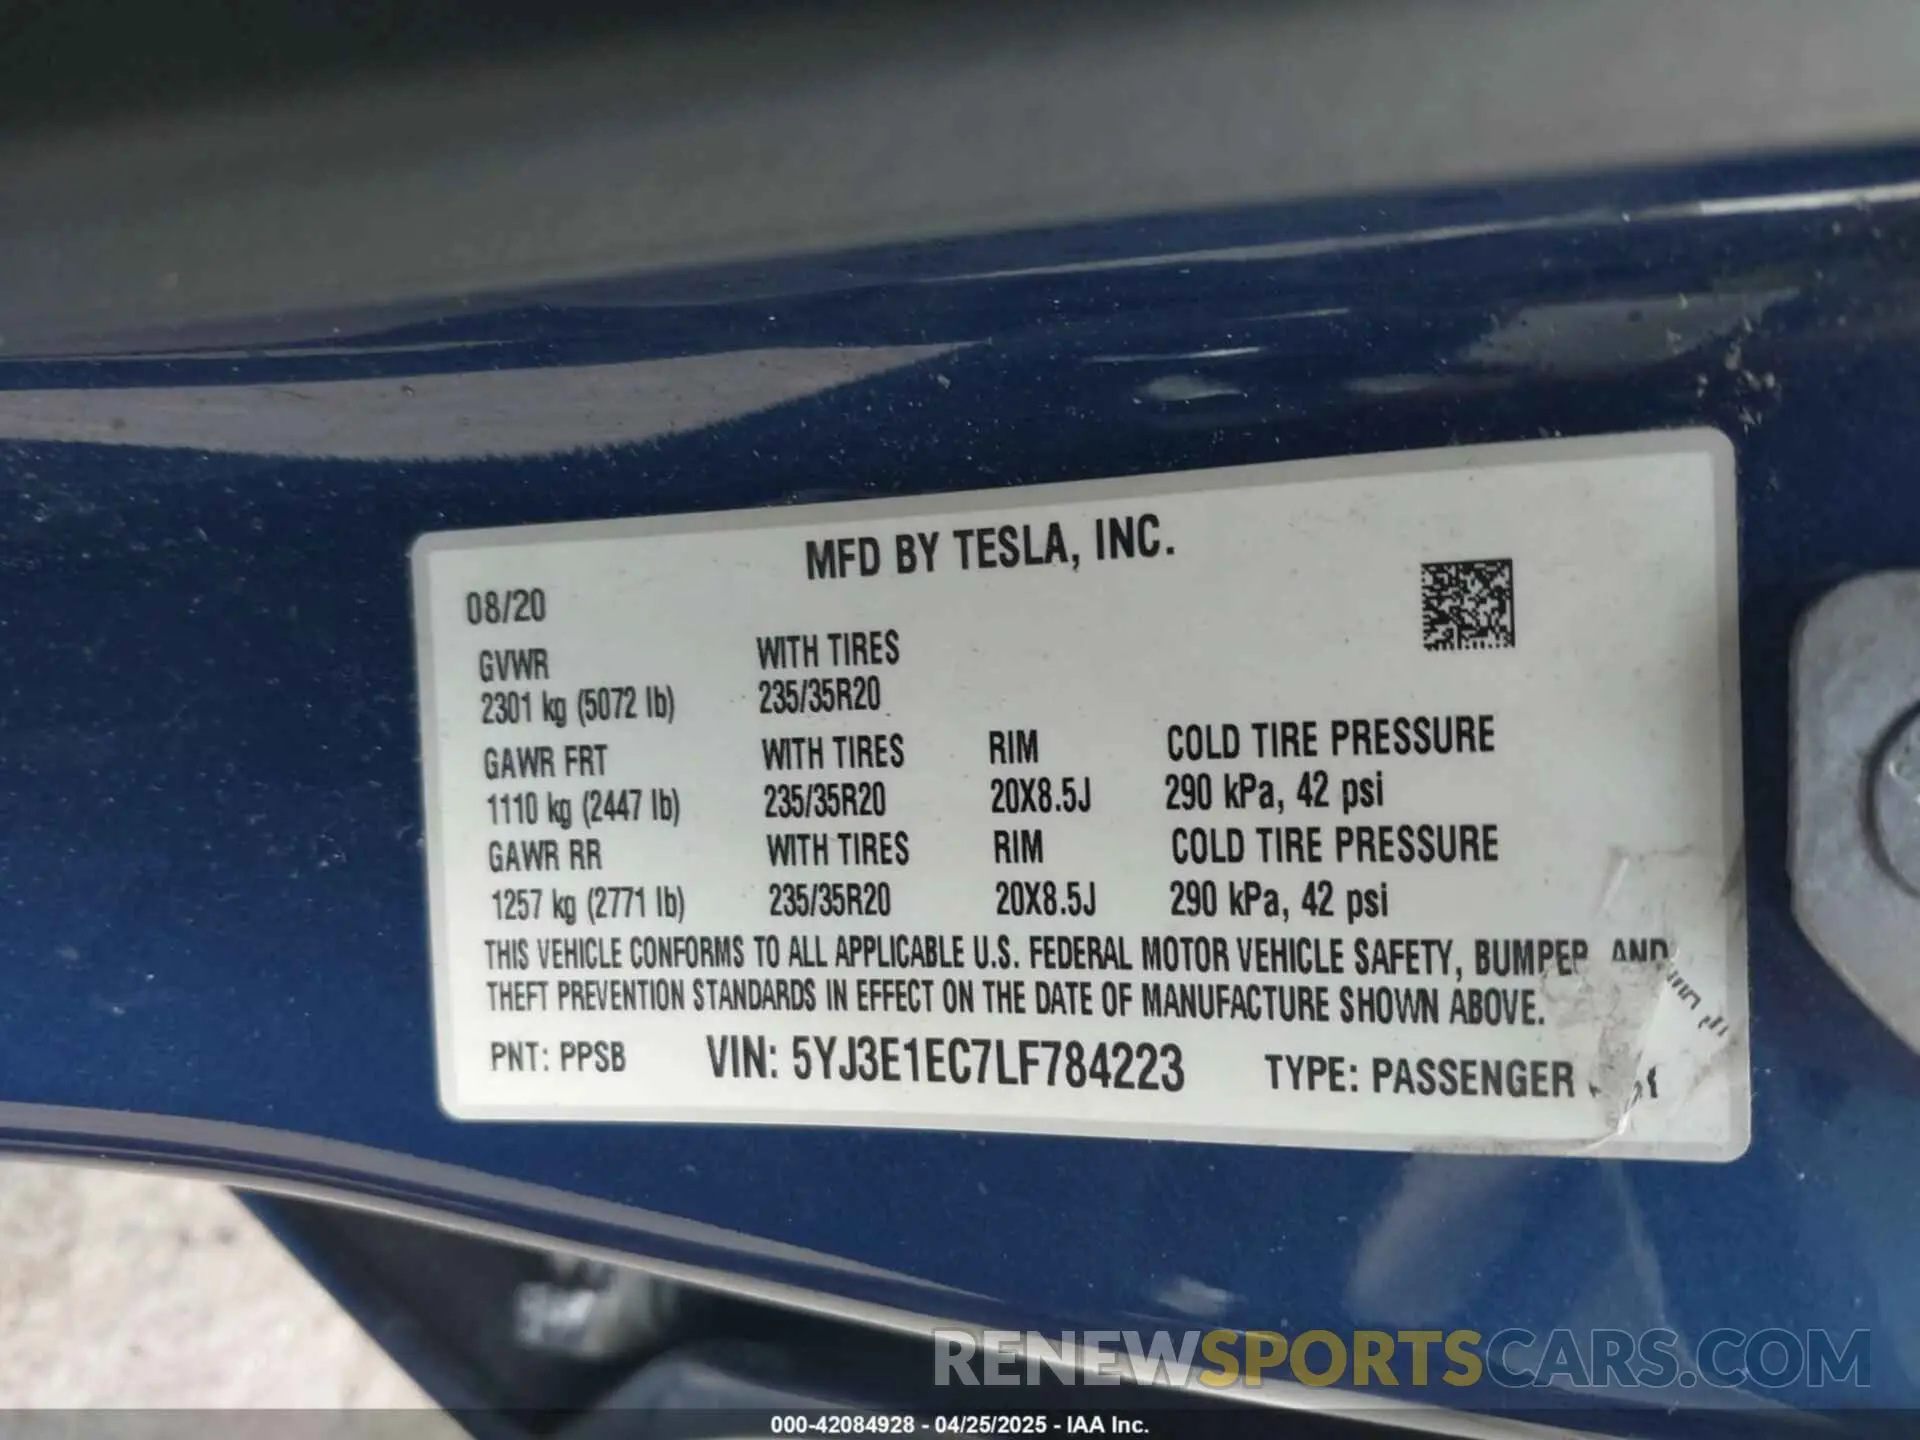 MFD BY TESLA, INC.
08/20
GVWR WITH TIRES
2301 kg (5072 lb) 235/35R20
GAWR FRT WITH TIRES RIM COLD TIRE PRESSURE
1110 kg (2447 lb) 235/35R20 20X8.5J 290 kPa, 42 psi
GAWR RR WITH TIRES RIM COLD TIRE PRESSURE
1257 kg (2771 lb) 235/35R20 20X8.5J 290 kPa, 42 psi
THIS VEHICLE CONFORMS TO ALL APPLICABLE U.S. FEDERAL MOTOR VEHICLE SAFETY, BUMPER, AND
THEFT PREVENTION STANDARDS IN EFFECT ON THE DATE OF MANUFACTURE SHOWN ABOVE.
PNT: PPSB VIN: 5YJ3E1EC7LF784223 TYPE: PASSENGER
RENEWSPORTSCARS.COM
000-42084928 - 04/25/2025 - IAA Inc.